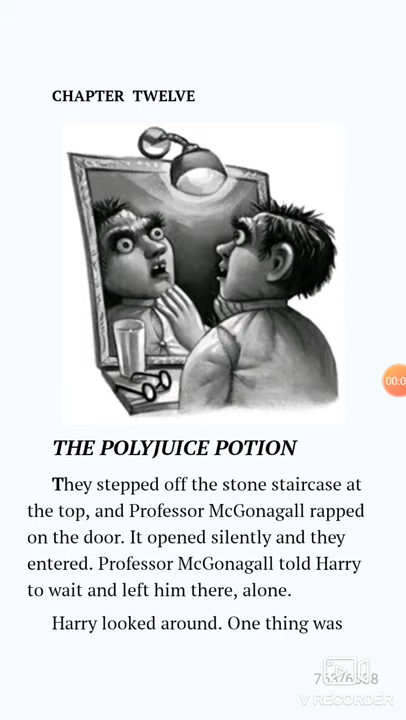 CHAPTER TWELVE
00:0
THE POLYJUICE POTION
They stepped off the stone staircase at
the top, and Professor McGonagall rapped
on the door. It opened silently and they
entered. Professor McGonagall told Harry
to wait and left him there, alone.
Harry looked around. One thing was
V RECORDER